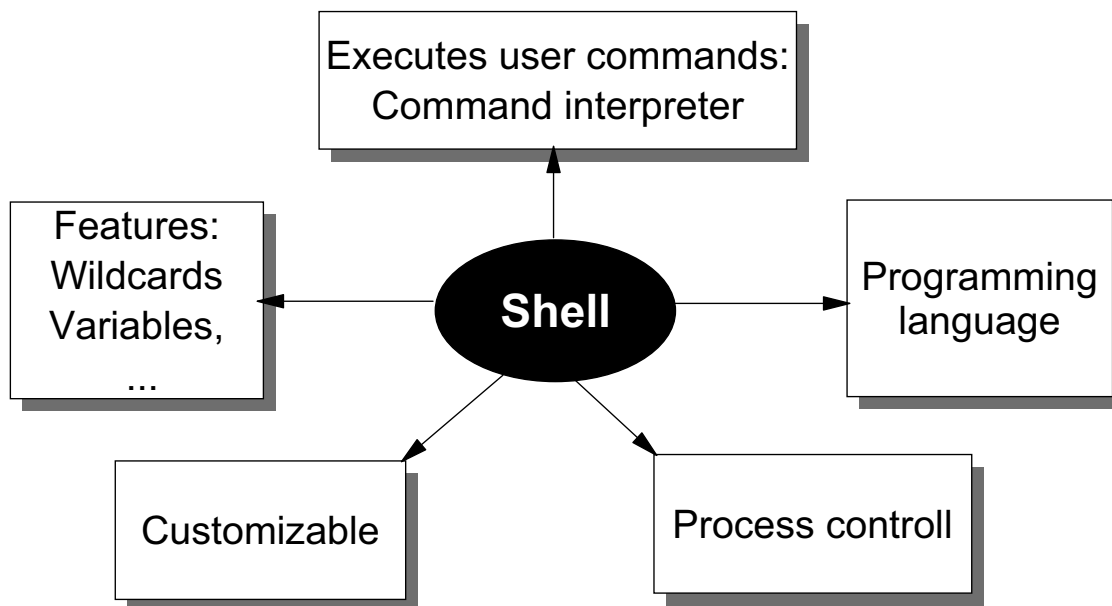 Executes user commands:
Command interpreter
Features:
Wildcards
Variables,
...
Shell
Programming
language
Customizable
Process controll